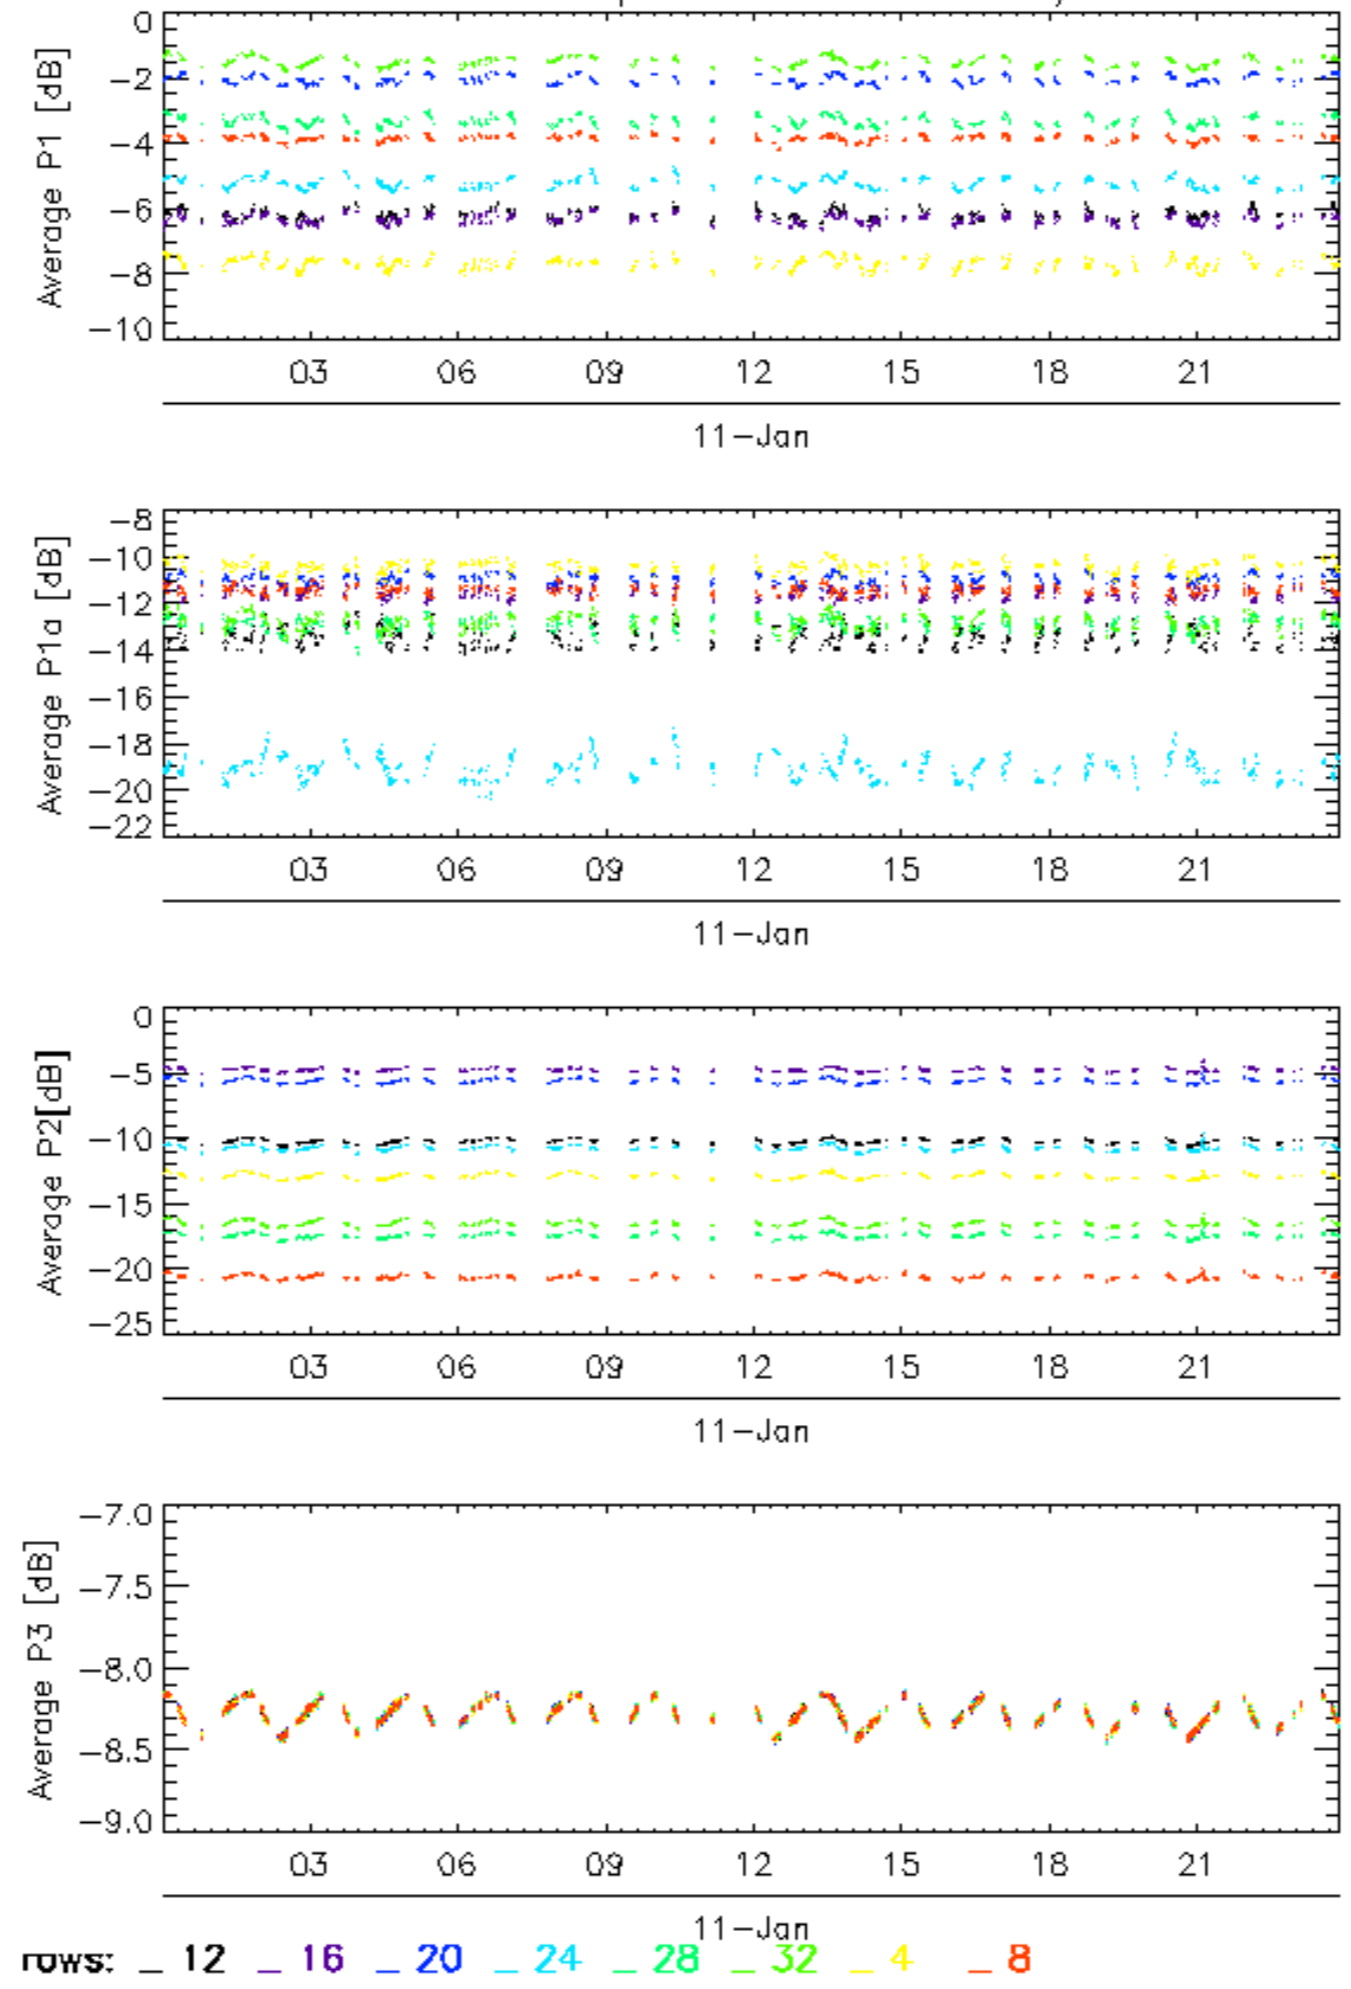 0
−2
−4
−6
−8
−10
Average P1 [dB]
03 06 09 12 15 18 21
11−Jan
−8
−10
−12
−14
−16
−18
−20
−22
Average P1a [dB]
03 06 09 12 15 18 21
11−Jan
0
−5
−10
−15
−20
−25
Average P2[dB]
03 06 09 12 15 18 21
11−Jan
−7.0
−7.5
−8.0
−8.5
−9.0
Average P3 [dB]
03 06 09 12 15 18 21
11−Jan
rows: _ 12 _ 16 _ 20 _ 24 _ 28 _ 32 _ 4 _ 8